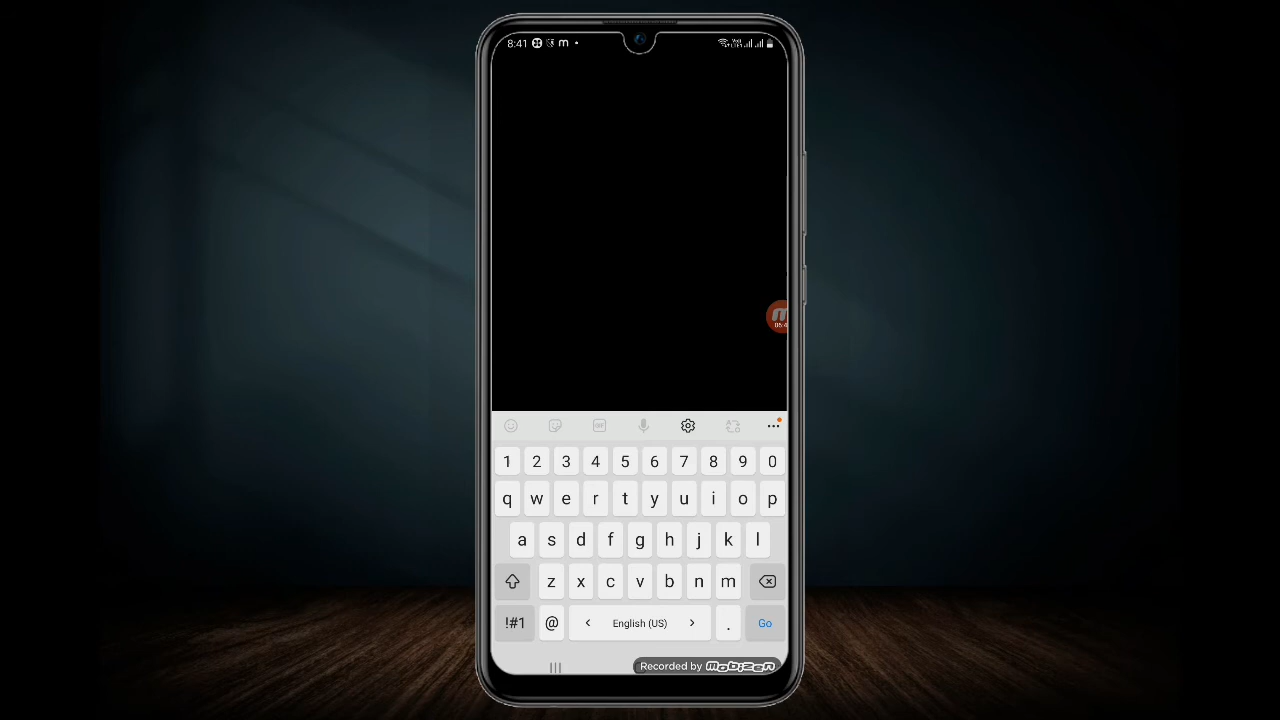 8:41
GIF
1 2 3 4 5 6 7 8 9 0
q w e r t y u i o p
a s d f g h j k l
z x c v b n m
!#1 @ < English (US) > . Go
Recorded by mobizen